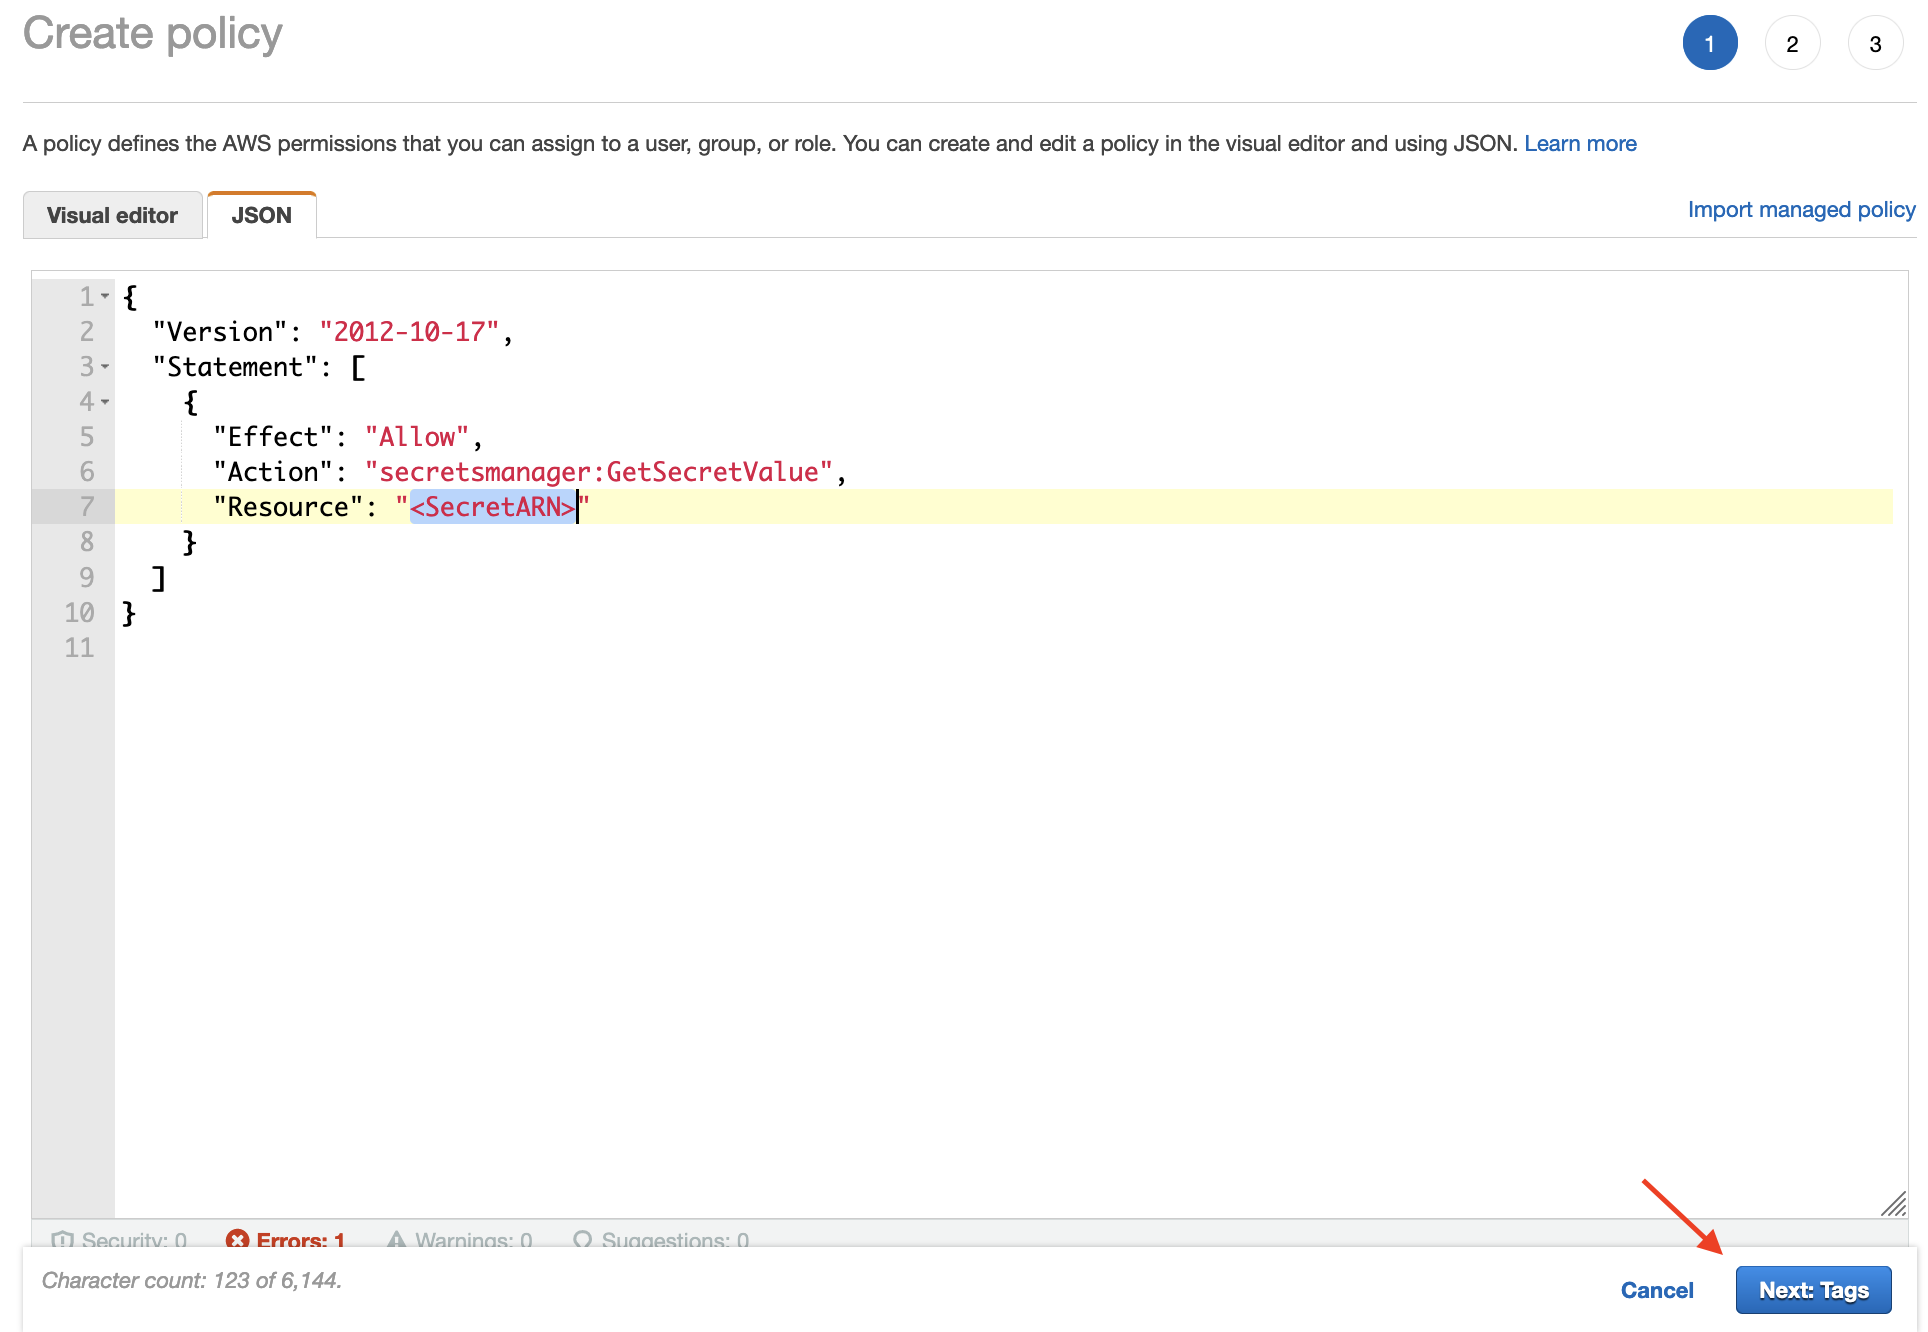 Create policy
1 2 3
A policy defines the AWS permissions that you can assign to a user, group, or role. You can create and edit a policy in the visual editor and using JSON. Learn more
Visual editor JSON Import managed policy
1 {
2 "Version": "2012-10-17",
3 "Statement": [
4 {
5 "Effect": "Allow",
6 "Action": "secretsmanager:GetSecretValue",
7 "Resource": "<SecretARN>"
8 }
9 ]
10 }
11
Security: 0 Errors: 1 Warnings: 0 Suggestions: 0
Character count: 123 of 6,144.
Cancel Next: Tags